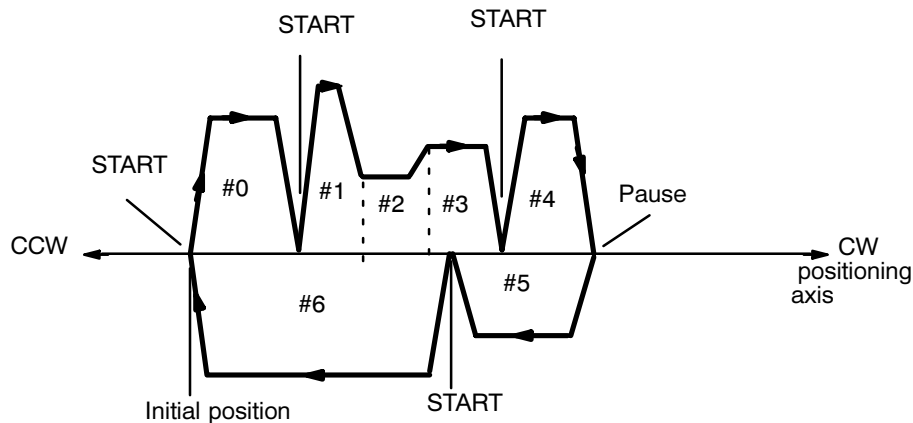 START
START
START
#0
#1
#2
#3
#4
Pause
CCW
CW
positioning
axis
#5
#6
Initial position
START